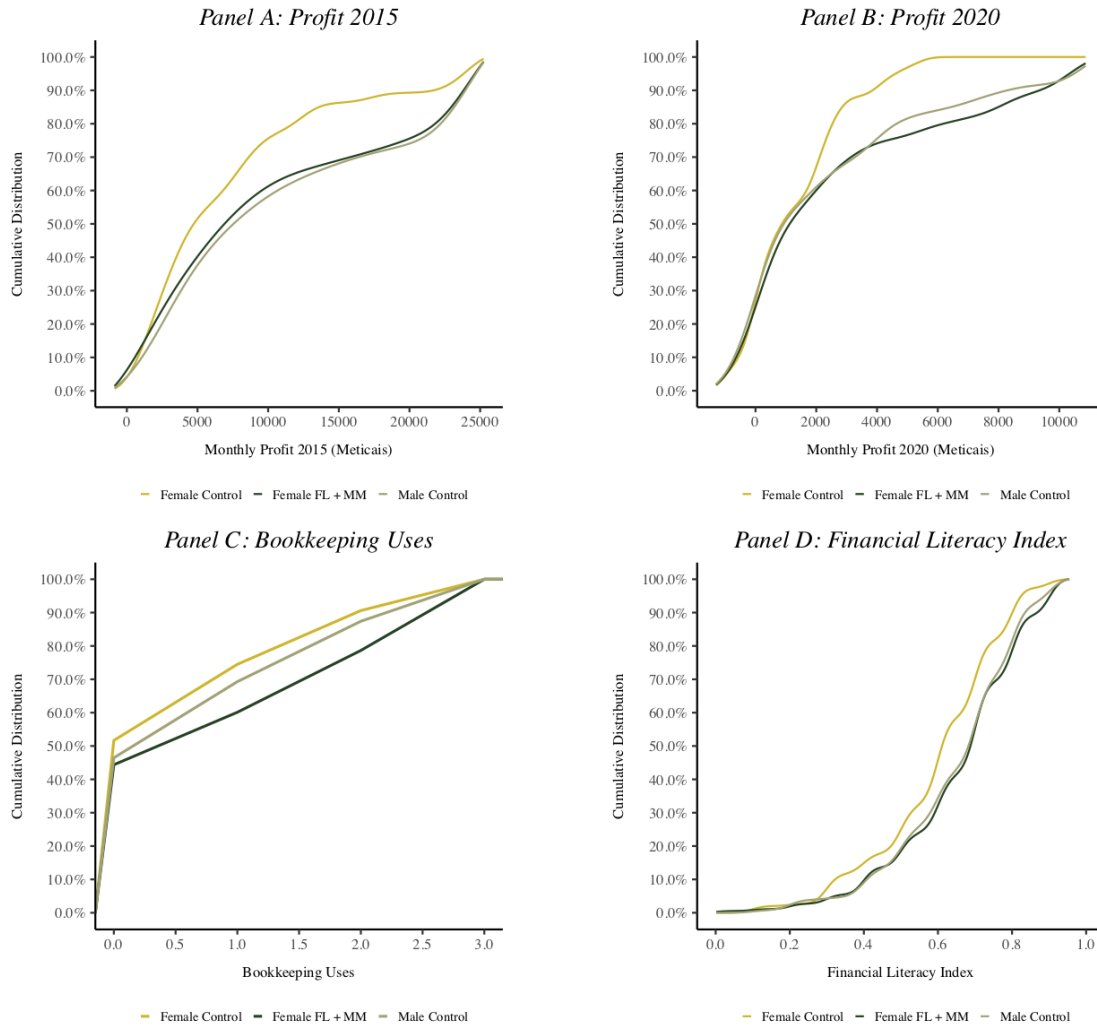 Panel A: Profit 2015
100.0%
90.0%
80.0%
70.0%
60.0%
50.0%
40.0%
30.0%
20.0%
10.0%
0.0%
Cumulative Distribution
0 5000 10000 15000 20000 25000
Monthly Profit 2015 (Meticais)
Female Control Female FL + MM Male Control
Panel B: Profit 2020
100.0%
90.0%
80.0%
70.0%
60.0%
50.0%
40.0%
30.0%
20.0%
10.0%
0.0%
Cumulative Distribution
0 2000 4000 6000 8000 10000
Monthly Profit 2020 (Meticais)
Female Control Female FL + MM Male Control
Panel C: Bookkeeping Uses
100.0%
90.0%
80.0%
70.0%
60.0%
50.0%
40.0%
30.0%
20.0%
10.0%
0.0%
Cumulative Distribution
0.0 0.5 1.0 1.5 2.0 2.5 3.0
Bookkeeping Uses
Female Control Female FL + MM Male Control
Panel D: Financial Literacy Index
100.0%
90.0%
80.0%
70.0%
60.0%
50.0%
40.0%
30.0%
20.0%
10.0%
0.0%
Cumulative Distribution
0.0 0.2 0.4 0.6 0.8 1.0
Financial Literacy Index
Female Control Female FL + MM Male Control